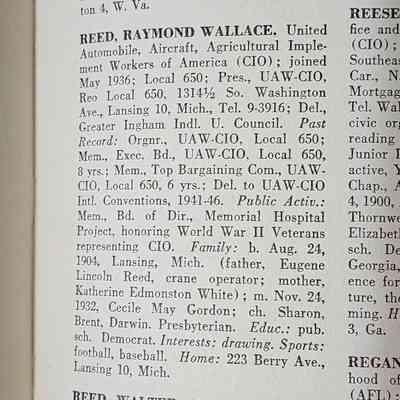 ton 4, W. Va.
REED, RAYMOND WALLACE. United
Automobile, Aircraft, Agricultural Imple-
ment Workers of America (CIO); joined
May 1936; Local 650; Pres., UAW-CIO,
Reo Local 650, 1314½ So. Washington
Ave., Lansing 10, Mich., Tel. 9-3916; Del.,
Greater Ingham Indl. U. Council. Past
Record: Orgnr., UAW-CIO, Local 650;
Mem., Exec. Bd., UAW-CIO, Local 650,
8 yrs.; Mem., Top Bargaining Com., UAW-
CIO, Local 650, 6 yrs.; Del. to UAW-CIO
Intl. Conventions, 1941-46. Public Activ.:
Mem., Bd. of Dir., Memorial Hospital
Project, honoring World War II Veterans
representing CIO. Family: b. Aug. 24,
1904, Lansing, Mich. (father, Eugene
Lincoln Reed, crane operator; mother,
Katherine Edmonston White); m. Nov. 24,
1932, Cecile May Gordon; ch. Sharon,
Brent, Darwin. Presbyterian. Educ.: pub.
sch. Democrat. Interests: drawing. Sports:
football, baseball. Home: 223 Berry Ave.,
Lansing 10, Mich.
REED, WALTER
REESE
fice and
(CIO);
Southeas
Car., N.
Mortgag
Tel. Wal
civic org
reading
Junior I
active, Y
Chap., A
4, 1900,
Thornwe
Elizabeth
sch. Den
Georgia,
ence for
ture, the
ming. H
3, Ga.
REGAN
hood of
(AFL);